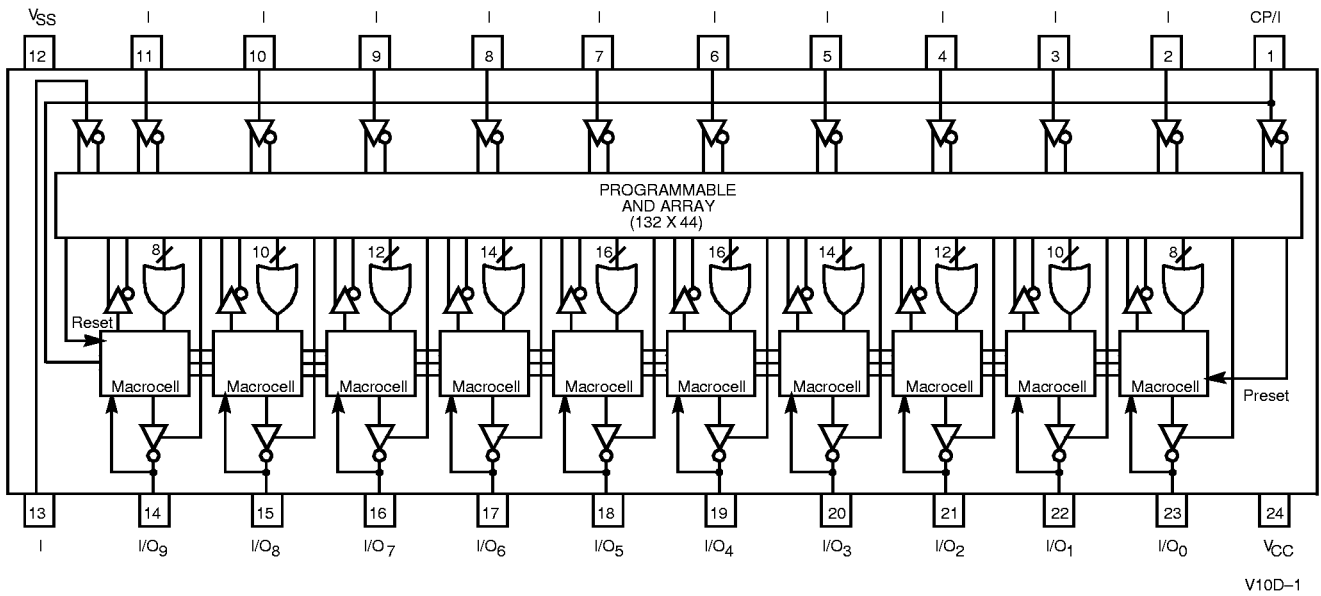 VSS I I I I I I I I I I CP/I
12 11 10 9 8 7 6 5 4 3 2 1
PROGRAMMABLE
AND ARRAY
(132 X 44)
8 10 12 14 16 16 14 12 10 8
Reset
Macrocell Macrocell Macrocell Macrocell Macrocell Macrocell Macrocell Macrocell Macrocell Macrocell
Preset
13 14 15 16 17 18 19 20 21 22 23 24
I I/O9 I/O8 I/O7 I/O6 I/O5 I/O4 I/O3 I/O2 I/O1 I/O0 VCC
V10D–1